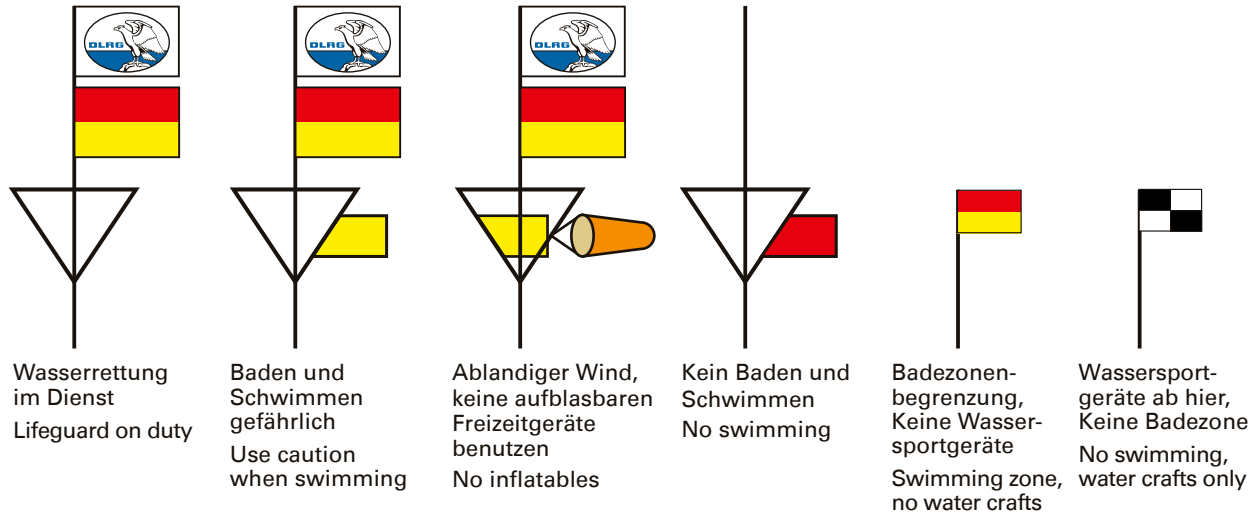 DLRG
DLRG
DLRG
Wasserrettung
im Dienst
Lifeguard on duty
Baden und
Schwimmen
gefährlich
Use caution
when swimming
Ablandiger Wind,
keine aufblasbaren
Freizeitgeräte
benutzen
No inflatables
Kein Baden und
Schwimmen
No swimming
Badezonen-
begrenzung,
Keine Wasser-
sportgeräte
Swimming zone,
no water crafts
Wassersport-
geräte ab hier,
Keine Badezone
No swimming,
water crafts only